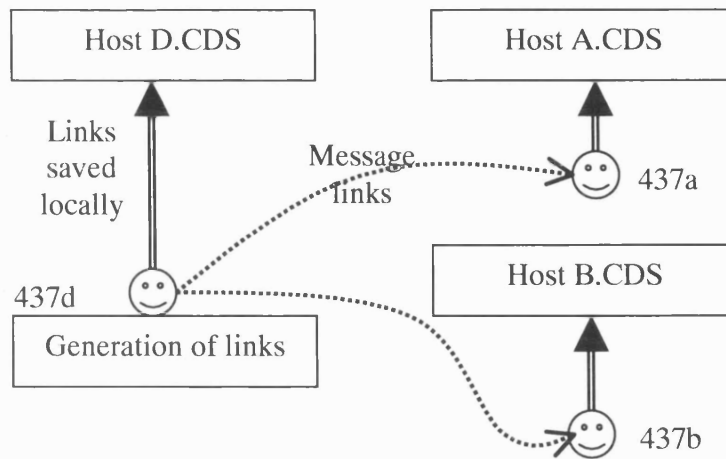 Host D.CDS
Host A.CDS
Links
saved
locally
Message
links
437a
Host B.CDS
437d
Generation of links
437b